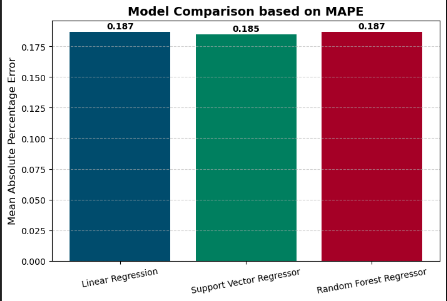 Model Comparison based on MAPE
0.187
0.185
0.187
Mean Absolute Percentage Error
0.175
0.150
0.125
0.100
0.075
0.050
0.025
0.000
Linear Regression
Support Vector Regressor
Random Forest Regressor